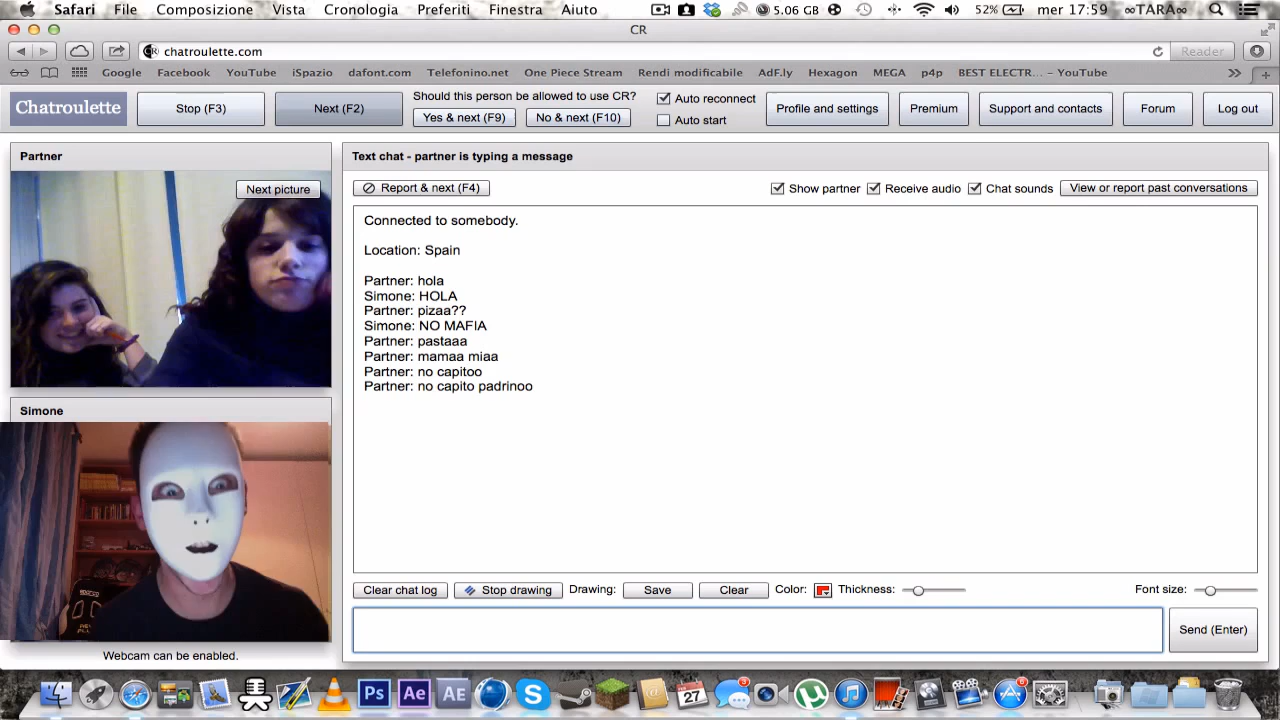 Safari File Composizione Vista Cronologia Preferiti Finestra Aiuto 5.06 GB 52% mer 17:59 ∞TARA∞
CR
chatroulette.com Reader
Google Facebook YouTube iSpazio dafont.com Telefonino.net One Piece Stream Rendi modificabile AdF.ly Hexagon MEGA p4p BEST ELECTR... – YouTube
Chatroulette Stop (F3) Next (F2) Should this person be allowed to use CR? Auto reconnect Profile and settings Premium Support and contacts Forum Log out
Yes & next (F9) No & next (F10) Auto start
Partner
Text chat - partner is typing a message
Next picture
Report & next (F4) Show partner Receive audio Chat sounds View or report past conversations
Connected to somebody.
Location: Spain
Partner: hola
Simone: HOLA
Partner: pizaa??
Simone: NO MAFIA
Partner: pastaaa
Partner: mamaa miaa
Partner: no capitoo
Partner: no capito padrinoo
Simone
Clear chat log Stop drawing Drawing: Save Clear Color: Thickness: Font size:
Send (Enter)
Webcam can be enabled.
Ps Ae AE FEB 27 3 6